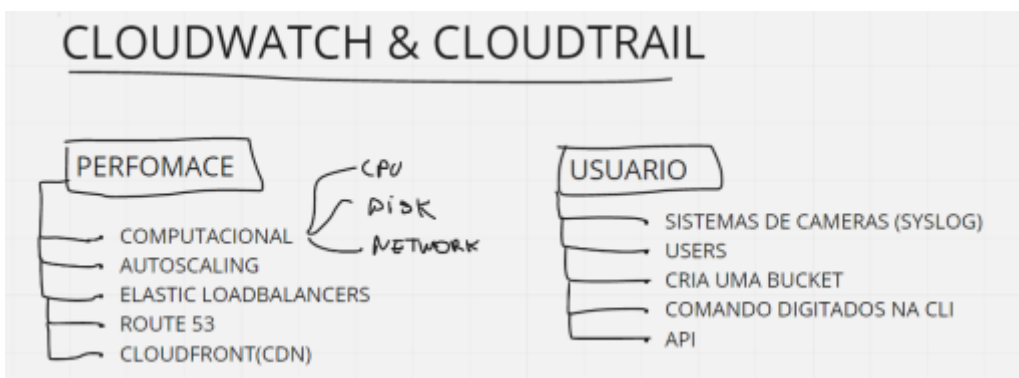 CLOUDWATCH & CLOUDTRAIL
PERFOMACE
COMPUTACIONAL
CPU
DISK
NETWORK
AUTOSCALING
ELASTIC LOADBALANCERS
ROUTE 53
CLOUDFRONT(CDN)
USUARIO
SISTEMAS DE CAMERAS (SYSLOG)
USERS
CRIA UMA BUCKET
COMANDO DIGITADOS NA CLI
API